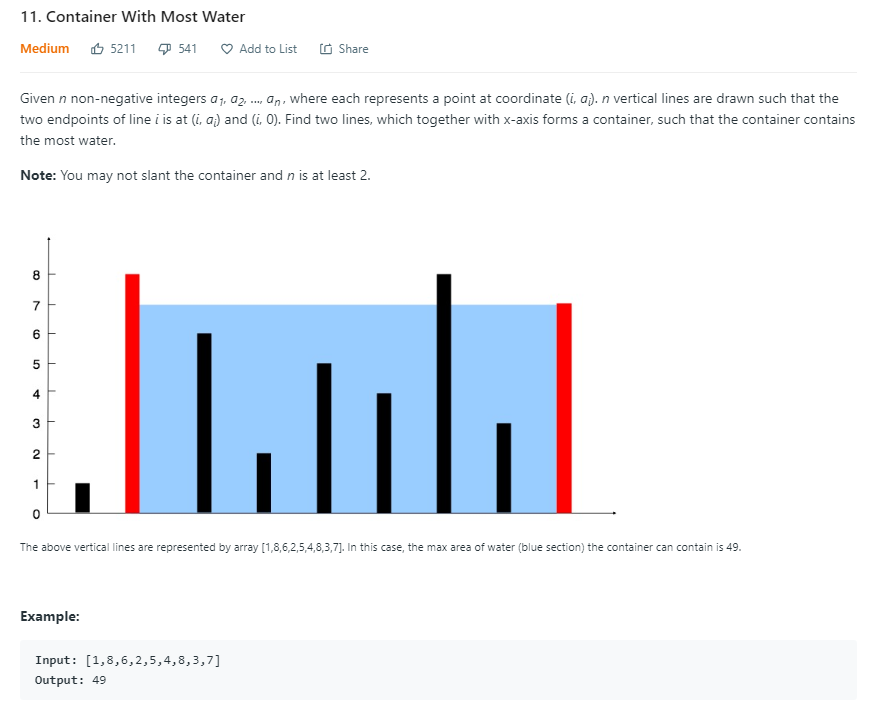 11. Container With Most Water
Medium 5211 541 Add to List Share
Given n non-negative integers a1, a2, ..., an , where each represents a point at coordinate (i, ai). n vertical lines are drawn such that the
two endpoints of line i is at (i, ai) and (i, 0). Find two lines, which together with x-axis forms a container, such that the container contains
the most water.
Note: You may not slant the container and n is at least 2.
8
7
6
5
4
3
2
1
0
The above vertical lines are represented by array [1,8,6,2,5,4,8,3,7]. In this case, the max area of water (blue section) the container can contain is 49.
Example:
Input: [1,8,6,2,5,4,8,3,7]
Output: 49